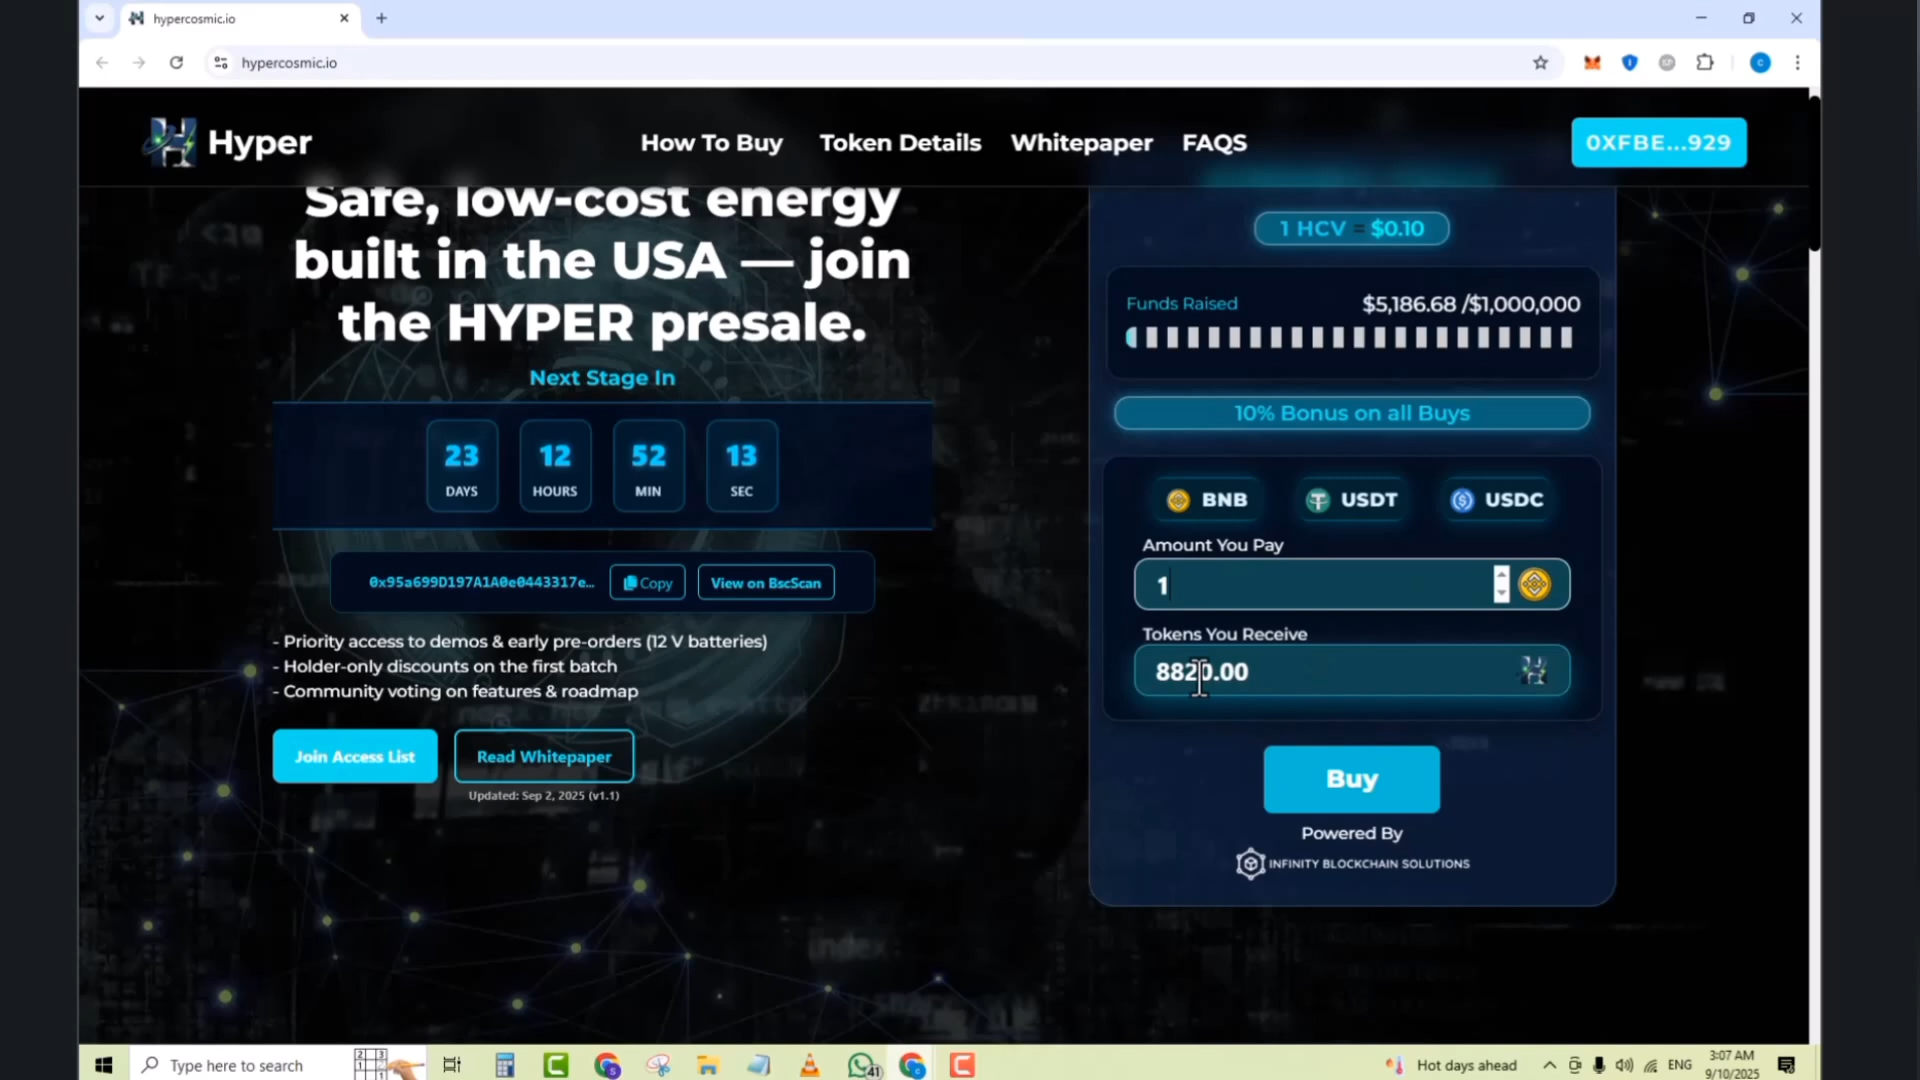 hypercosmic.io
hypercosmic.io
Hyper
How To Buy
Token Details
Whitepaper
FAQS
0XFBE...929
Safe, low-cost energy
built in the USA — join
the HYPER presale.
Next Stage In
23
DAYS
12
HOURS
52
MIN
13
SEC
0x95a699D197A1A0e0443317e...
Copy
View on BscScan
- Priority access to demos & early pre-orders (12 V batteries)
- Holder-only discounts on the first batch
- Community voting on features & roadmap
Join Access List
Read Whitepaper
Updated: Sep 2, 2025 (v1.1)
1 HCV = $0.10
Funds Raised
$5,186.68 /$1,000,000
10% Bonus on all Buys
BNB
USDT
USDC
Amount You Pay
1
Tokens You Receive
8820.00
Buy
Powered By
INFINITY BLOCKCHAIN SOLUTIONS
Type here to search
41
Hot days ahead
ENG
3:07 AM
9/10/2025